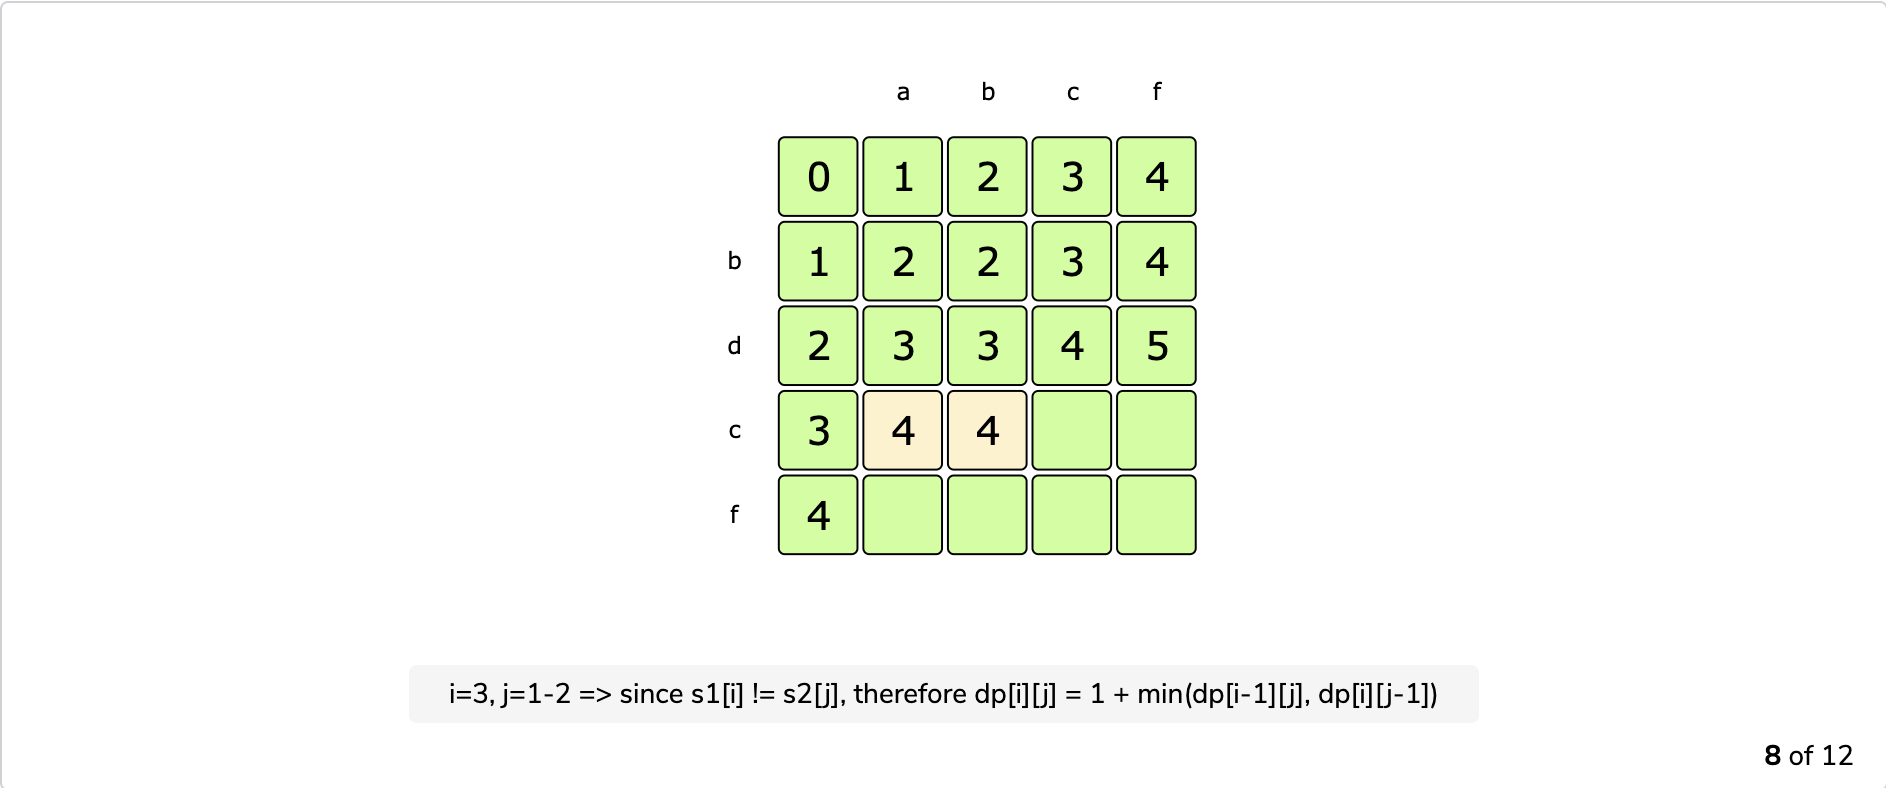 a b c f
0 1 2 3 4
b 1 2 2 3 4
d 2 3 3 4 5
c 3 4 4
f 4
i=3, j=1-2 => since s1[i] != s2[j], therefore dp[i][j] = 1 + min(dp[i-1][j], dp[i][j-1])
8 of 12